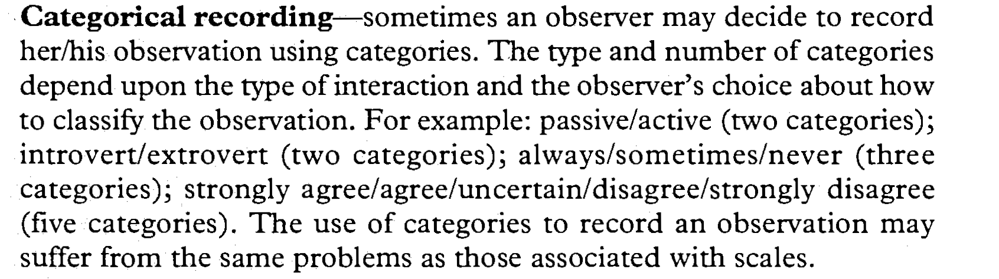 Categorical recording—sometimes an observer may decide to record
her/his observation using categories. The type and number of categories
depend upon the type of interaction and the observer's choice about how
to classify the observation. For example: passive/active (two categories);
introvert/extrovert (two categories); always/sometimes/never (three
categories); strongly agree/agree/uncertain/disagree/strongly disagree
(five categories). The use of categories to record an observation may
suffer from the same problems as those associated with scales.